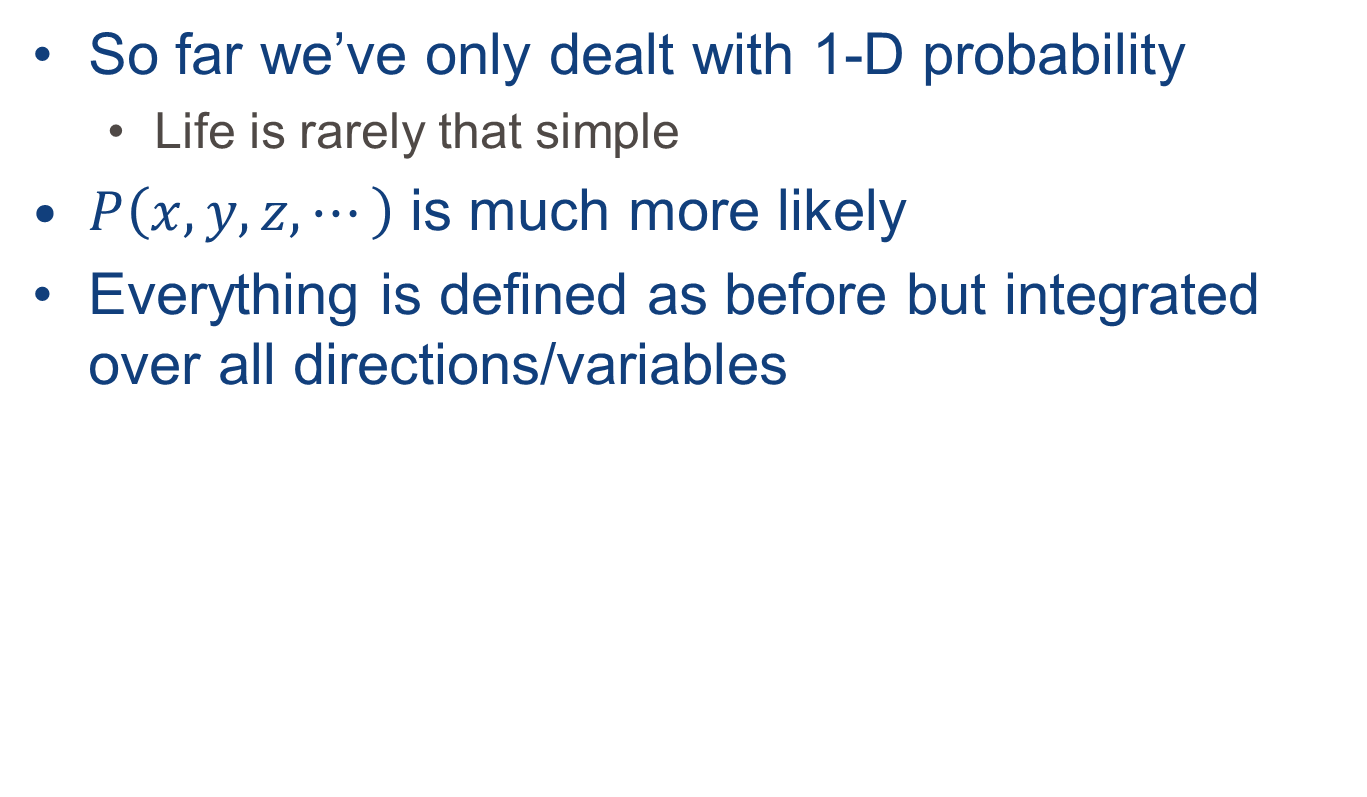 • So far we’ve only dealt with 1-D probability
• Life is rarely that simple
• P(x, y, z, ⋯ ) is much more likely
• Everything is defined as before but integrated
over all directions/variables